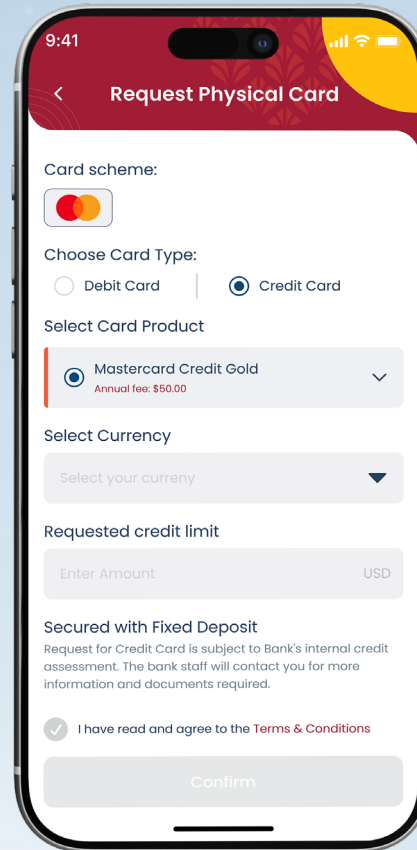 9:41
Request Physical Card
Card scheme:
Choose Card Type:
Debit Card
Credit Card
Select Card Product
Mastercard Credit Gold
Annual fee: $50.00
Select Currency
Select your curreny
Requested credit limit
Enter Amount
USD
Secured with Fixed Deposit
Request for Credit Card is subject to Bank's internal credit
assessment. The bank staff will contact you for more
information and documents required.
I have read and agree to the Terms & Conditions
Confirm